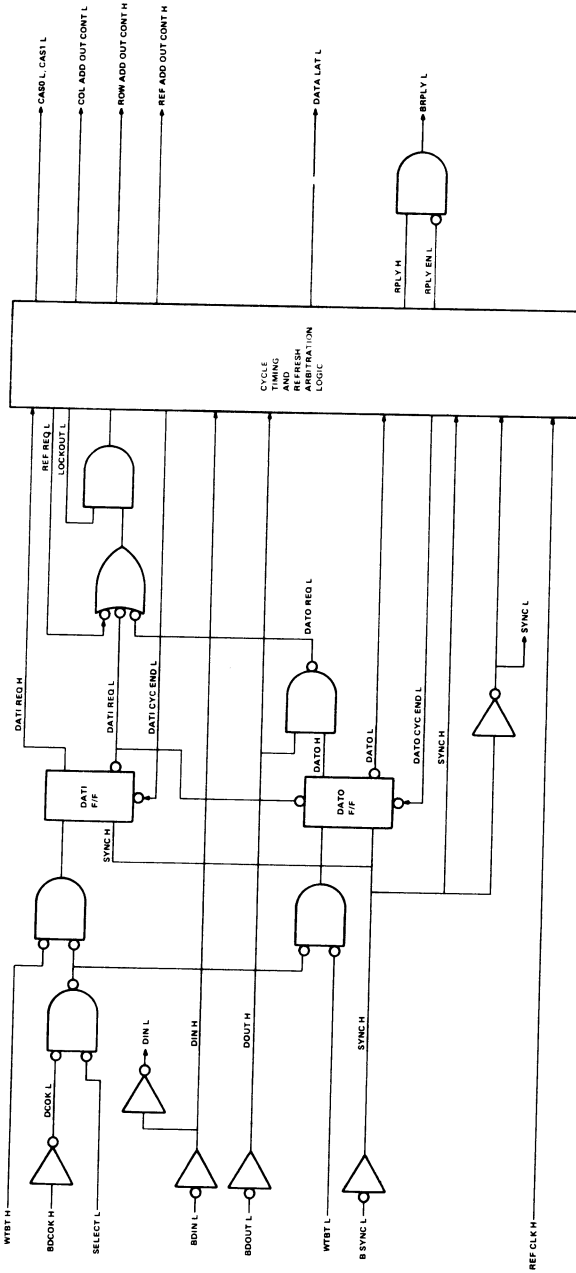 CAS0 L, CAS1 L
COL ADD OUT CONT L
ROW ADD OUT CONT H
REF ADD OUT CONT H
DATA LAT L
BRPLY L
RPLY H
RPLY EN L
CYCLE
TIMING
AND
REFRESH
ARBITRATION
LOGIC
REF REQ L
LOCKOUT L
DATI REQ H
DATI REQ L
DATI CYC END L
DATO REQ L
DATI
F/F
SYNC H
DATO H
DATO L
DATO
F/F
DATO CYC END L
SYNC H
SYNC L
WTBT H
BDCOK H
DCOK L
SELECT L
DIN L
DIN H
BDIN L
DOUT H
BDOUT L
WTBT L
SYNC H
B SYNC L
REF CLK H